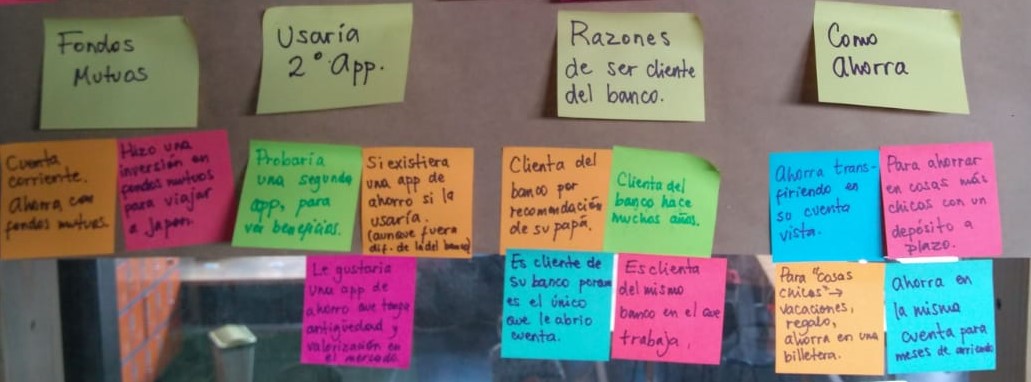 Fondos
Mutuos
Usaría
2° App.
Razones
de ser cliente
del banco.
Como
ahorra
Cuenta
corriente.
Ahorra con
fondos mutuos.
Hizo una
inversión en
fondos mutuos
para viajar
a Japon.
Probaría
una segunda
app, para
ver beneficios.
Si existiera
una app de
ahorro si la
usaría.
(aunque fuera
dif. de la del banco)
Le gustaria
una app de
ahorro que tenga
antigüedad y
valorización en
el mercado.
Clienta del
banco por
recomendación
de su papá.
Clienta del
banco hace
muchos años.
Es cliente de
su banco porque
es el único
que le abrio
cuenta.
Es clienta
del mismo
banco en el que
trabaja.
Ahorra trans-
firiendo en
su cuenta
vista.
Para ahorrar
en cosas más
chicas con un
depósito a
plazo.
Para "cosas
chicas" →
vacaciones,
regalo,
ahorra en una
billetera.
ahorra en
la misma
cuenta para
meses de arriendo